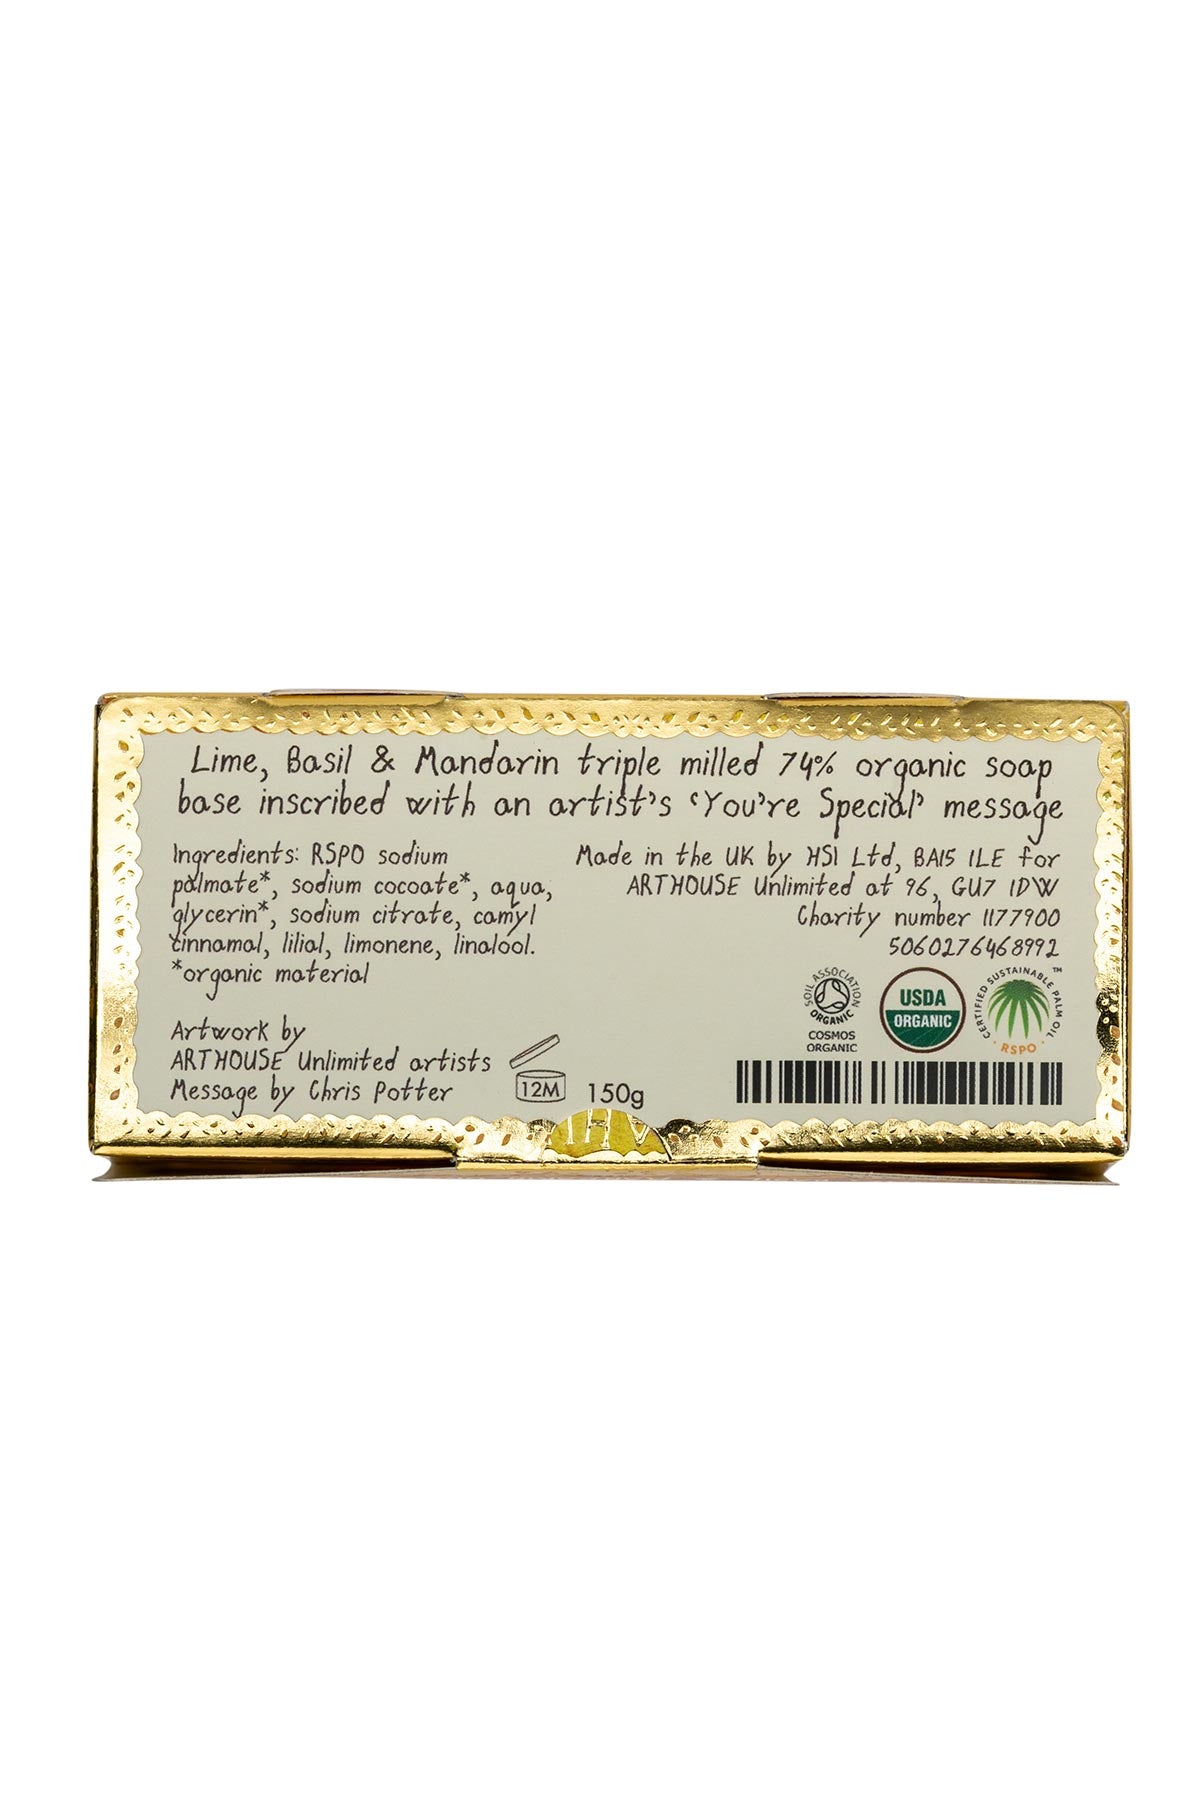 Lime, Basil & Mandarin triple milled 74% organic soap
base inscribed with an artist's 'You're Special' message
Ingredients: RSPO sodium
palmate*, sodium cocoate*, aqua,
glycerin*, sodium citrate, camyl
cinnamal, lilial, limonene, linalool.
*organic material
Artwork by
ARTHOUSE Unlimited artists
Message by Chris Potter
12M 150g
Made in the UK by HSI Ltd, BA15 1LE for
ARTHOUSE Unlimited at 96, GU7 1DW
Charity number 1177900
5060276468992
SOIL ASSOCIATION
ORGANIC
COSMOS
ORGANIC
USDA
ORGANIC
CERTIFIED SUSTAINABLE PALM OIL ™
RSPO